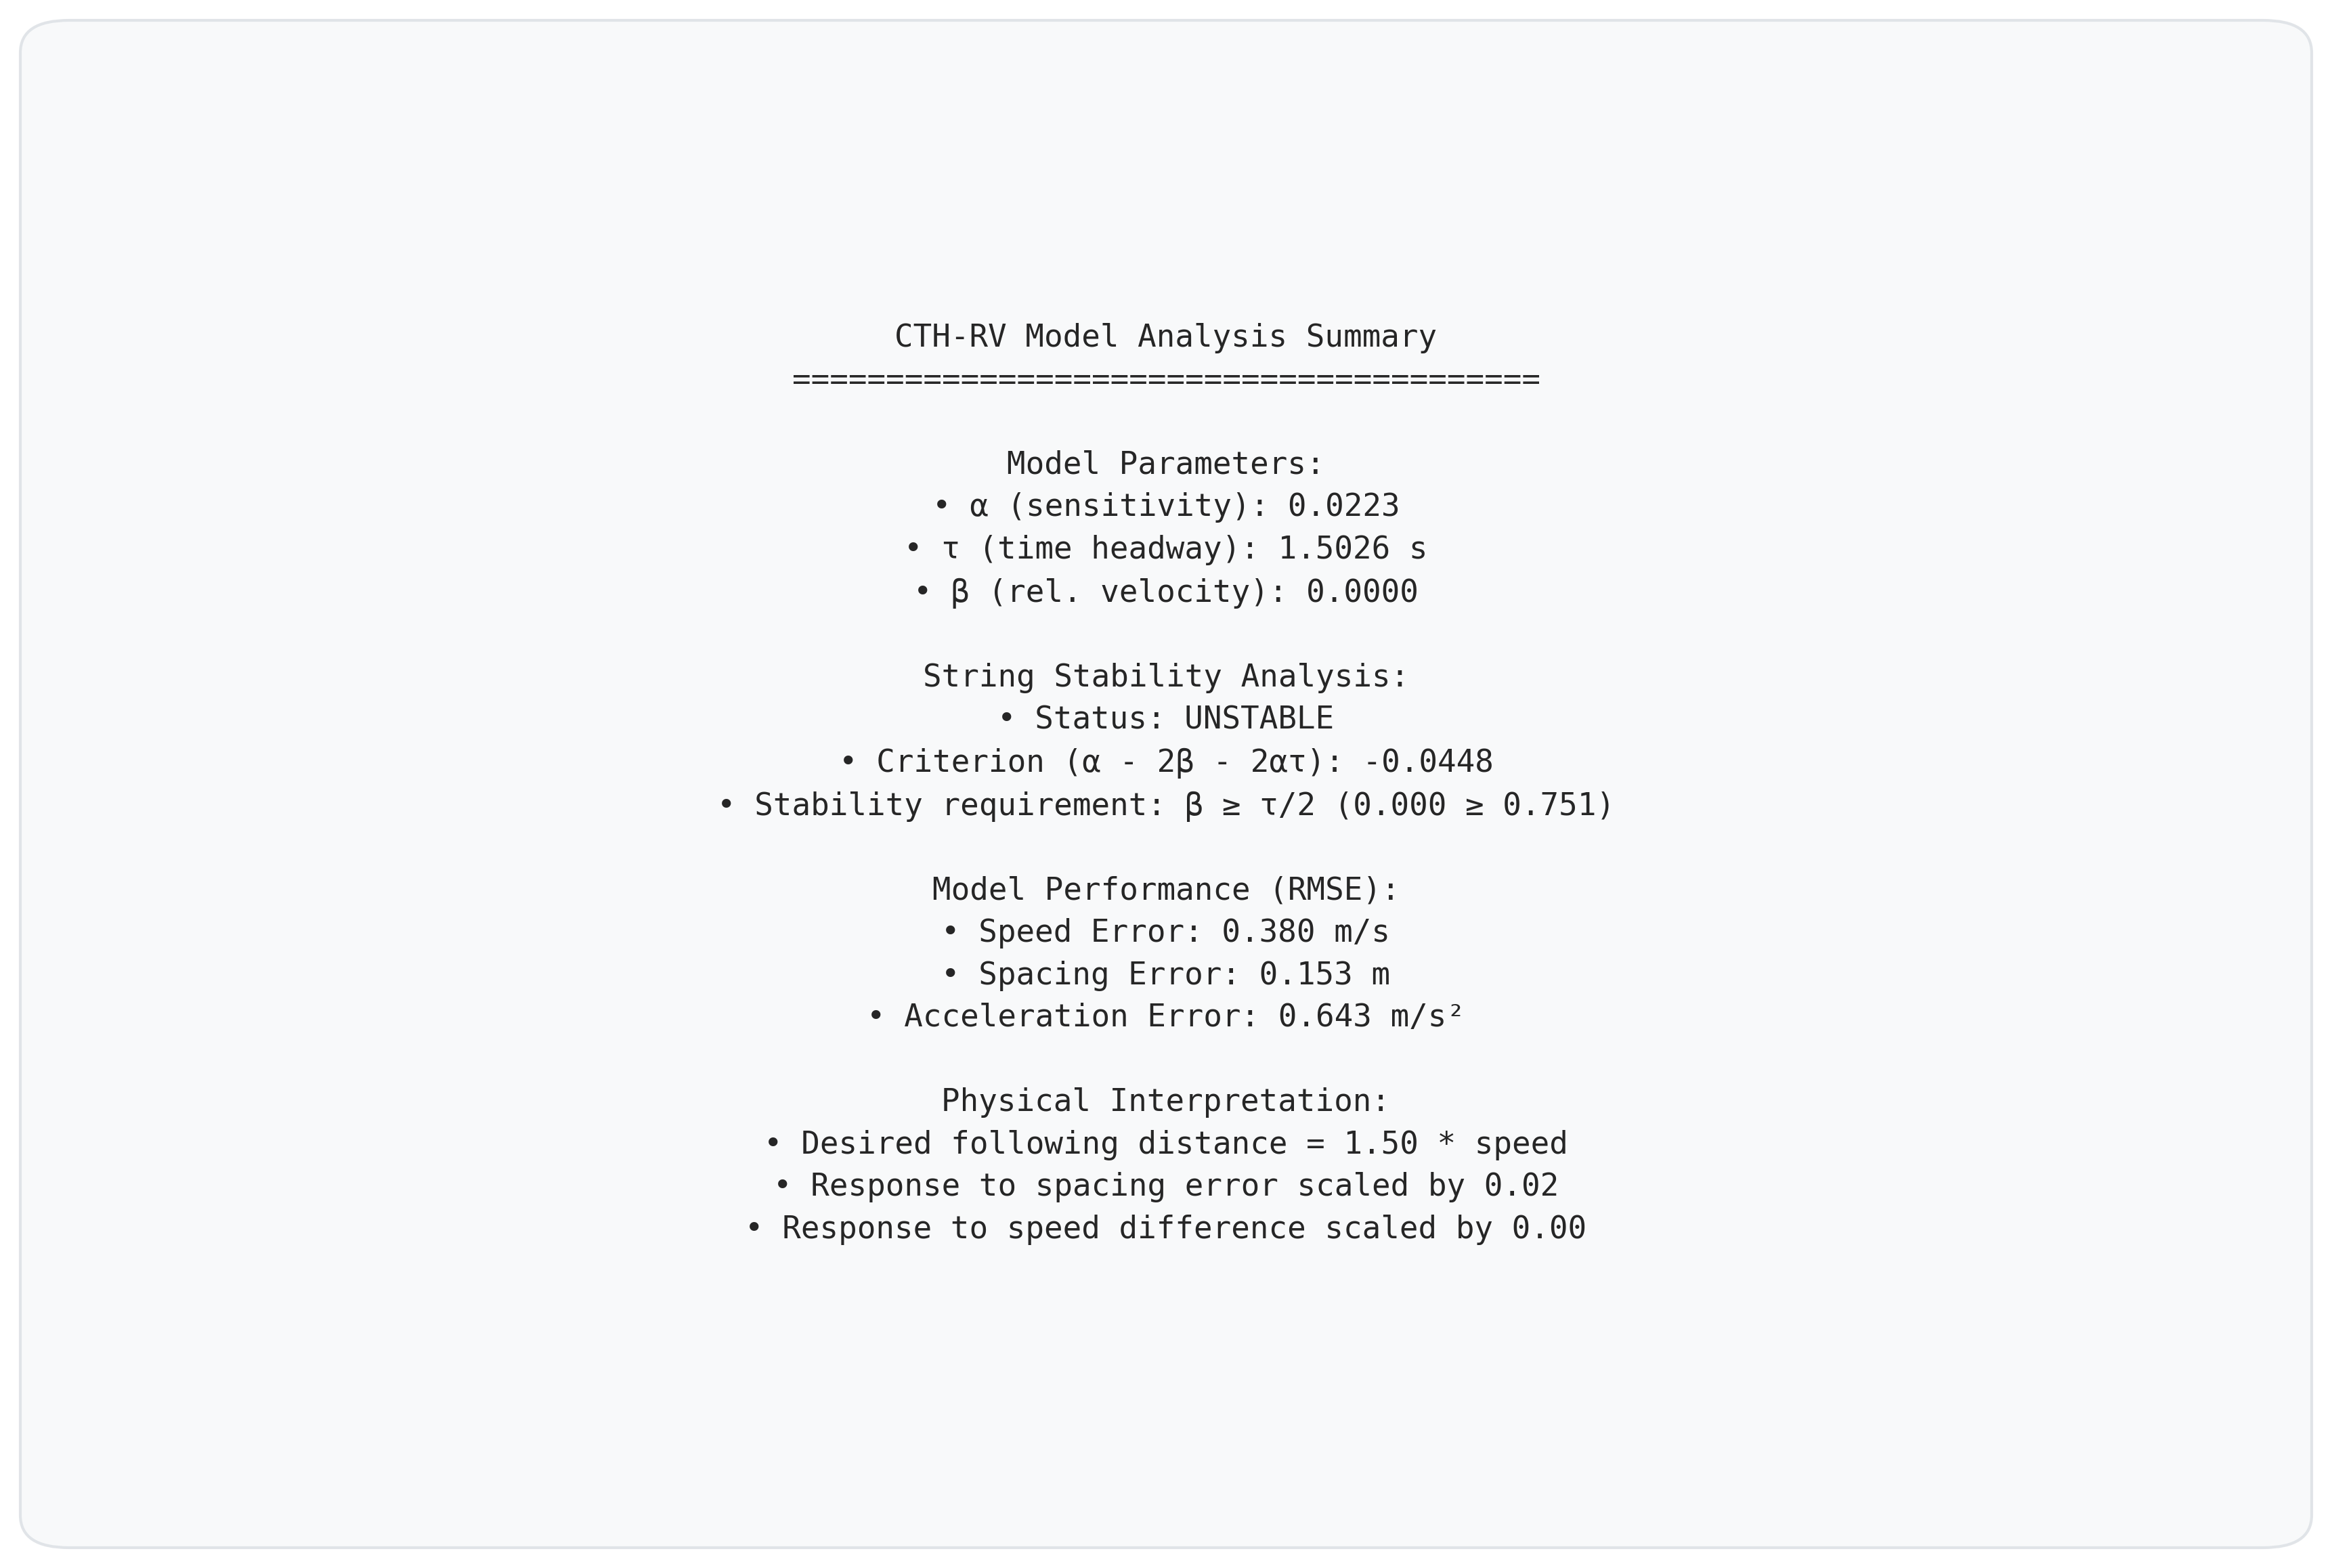 CTH-RV Model Analysis Summary
========================================
Model Parameters:
• α (sensitivity): 0.0223
• τ (time headway): 1.5026 s
• β (rel. velocity): 0.0000
String Stability Analysis:
• Status: UNSTABLE
• Criterion (α - 2β - 2ατ): -0.0448
• Stability requirement: β ≥ τ/2 (0.000 ≥ 0.751)
Model Performance (RMSE):
• Speed Error: 0.380 m/s
• Spacing Error: 0.153 m
• Acceleration Error: 0.643 m/s²
Physical Interpretation:
• Desired following distance = 1.50 * speed
• Response to spacing error scaled by 0.02
• Response to speed difference scaled by 0.00